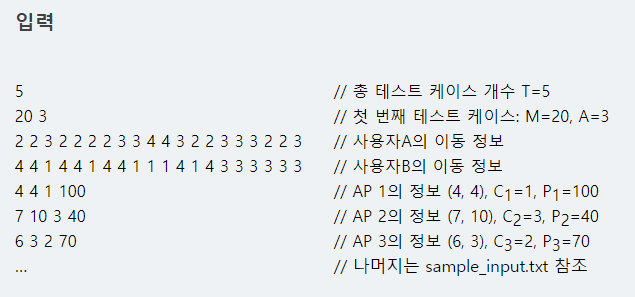 입력
5 // 총 테스트 케이스 개수 T=5
20 3 // 첫 번째 테스트 케이스: M=20, A=3
2 2 3 2 2 2 2 3 3 4 4 3 2 2 3 3 3 2 2 3 // 사용자A의 이동 정보
4 4 1 4 4 1 4 4 1 1 1 4 1 4 3 3 3 3 3 3 // 사용자B의 이동 정보
4 4 1 100 // AP 1의 정보 (4, 4), C1=1, P1=100
7 10 3 40 // AP 2의 정보 (7, 10), C2=3, P2=40
6 3 2 70 // AP 3의 정보 (6, 3), C3=2, P3=70
... // 나머지는 sample_input.txt 참조